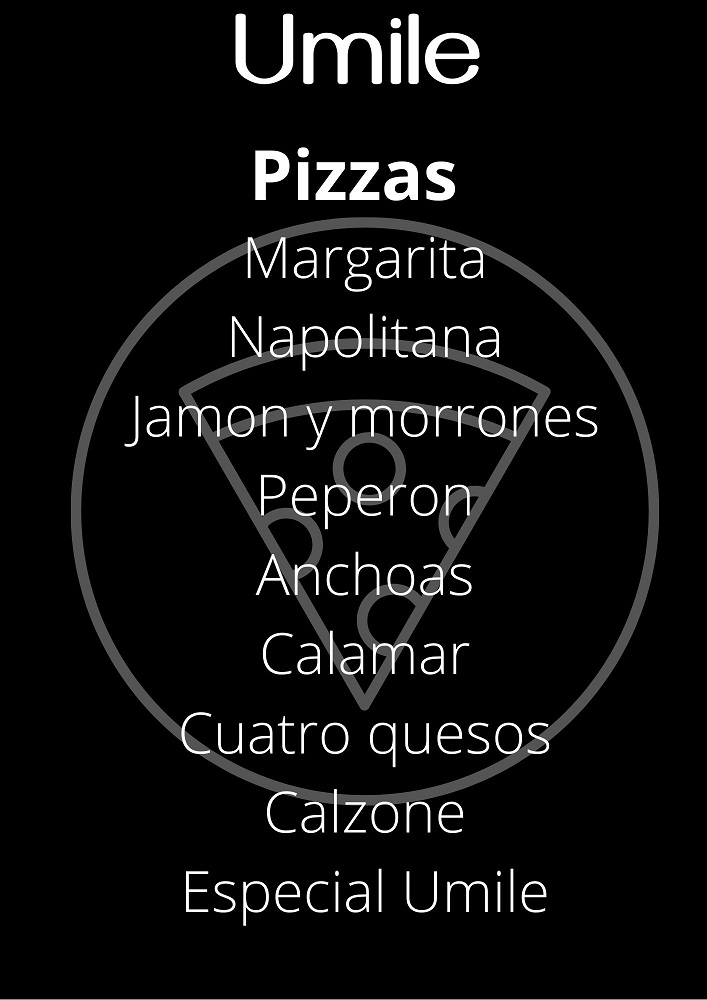 Umile
Pizzas
Margarita
Napolitana
Jamon y morrones
Peperon
Anchoas
Calamar
Cuatro quesos
Calzone
Especial Umile